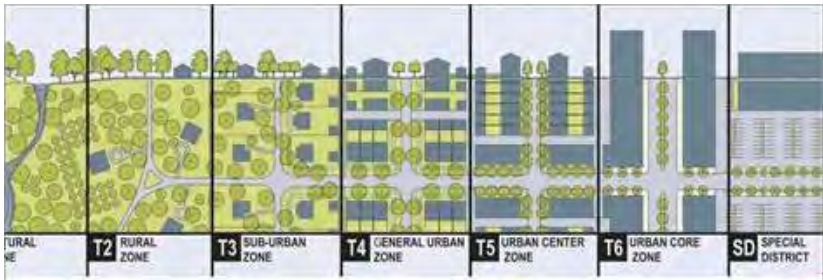 TURAL
NE
T2 RURAL
ZONE
T3 SUB-URBAN
ZONE
T4 GENERAL URBAN
ZONE
T5 URBAN CENTER
ZONE
T6 URBAN CORE
ZONE
SD SPECIAL
DISTRICT